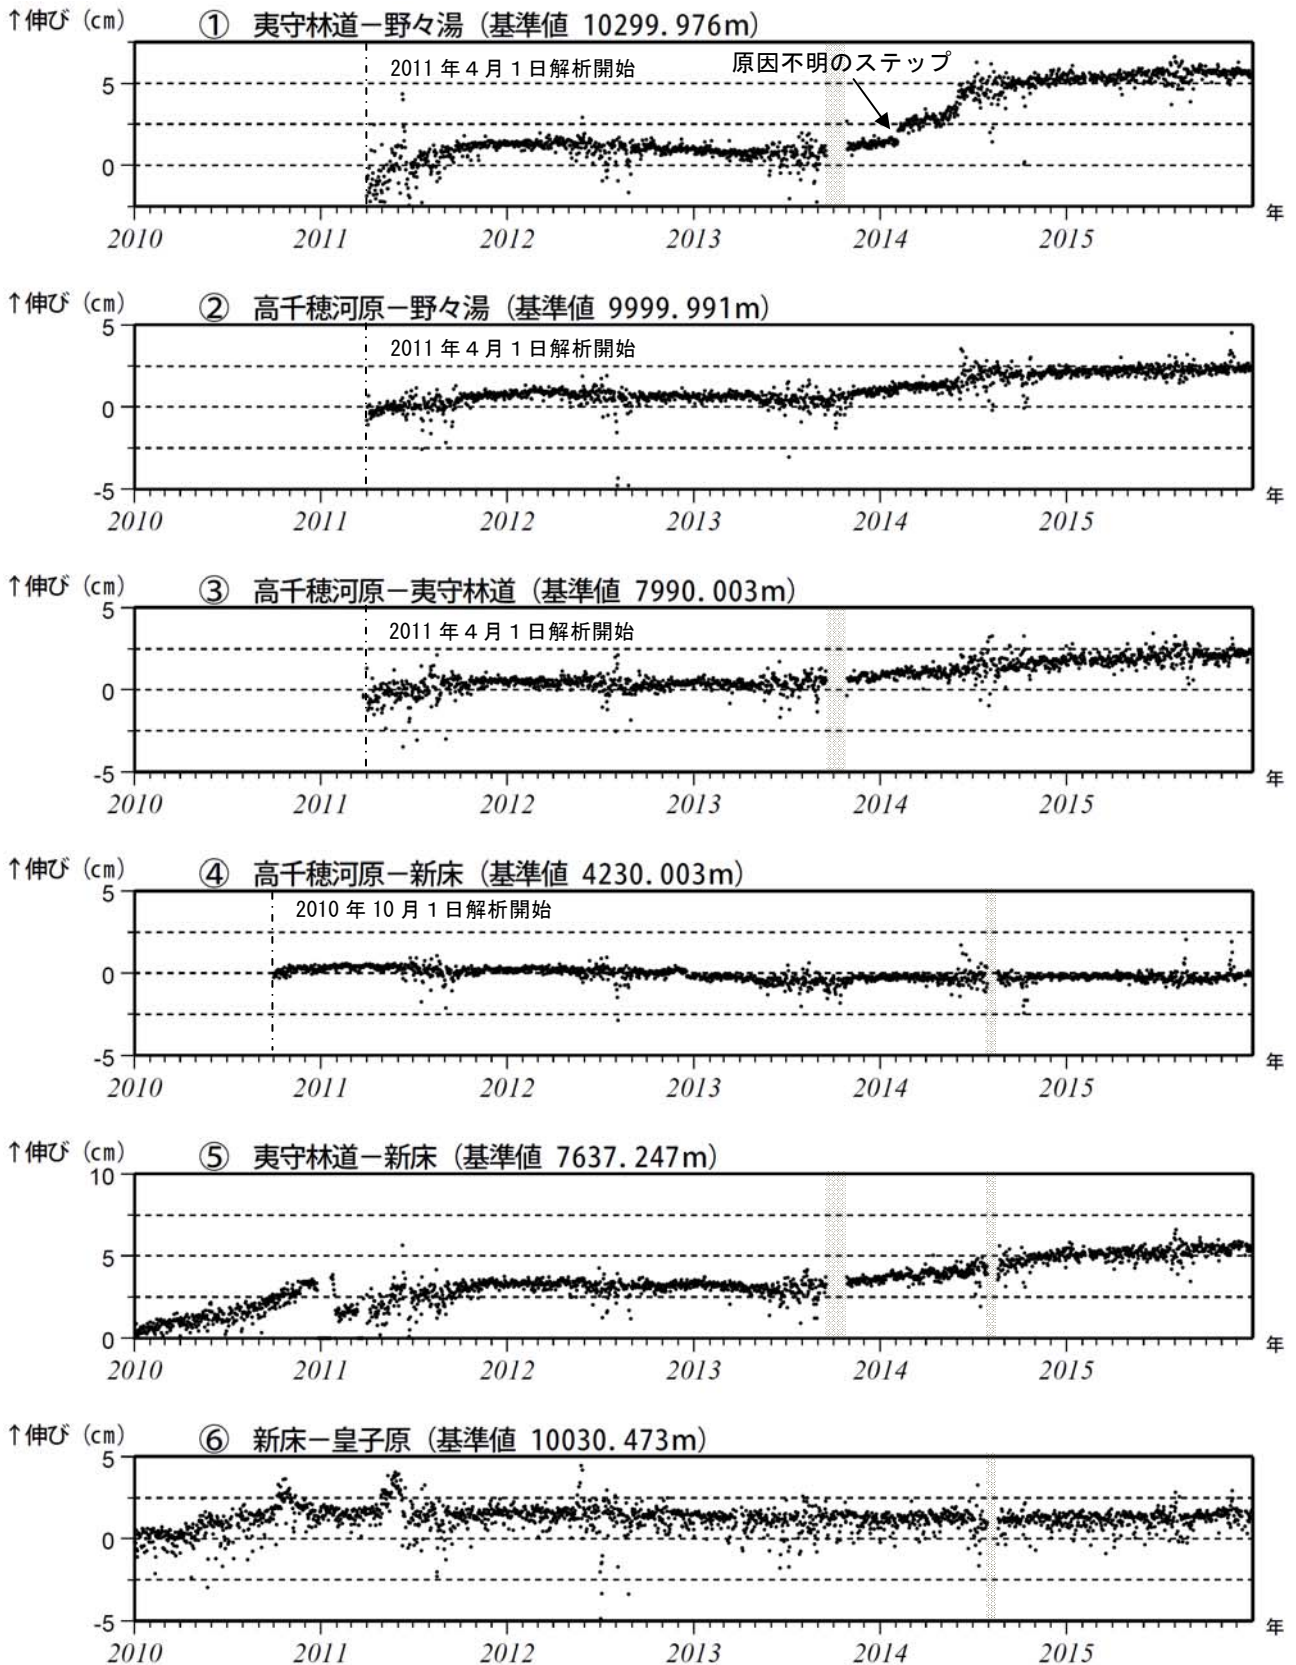 ↑伸び（cm） ① 夷守林道－野々湯（基準値 10299.976m）
2011年4月1日解析開始 原因不明のステップ
5
0
年
2010 2011 2012 2013 2014 2015
↑伸び（cm） ② 高千穂河原－野々湯（基準値 9999.991m）
5
2011年4月1日解析開始
0
-5
年
2010 2011 2012 2013 2014 2015
↑伸び（cm） ③ 高千穂河原－夷守林道（基準値 7990.003m）
5
2011年4月1日解析開始
0
-5
年
2010 2011 2012 2013 2014 2015
↑伸び（cm） ④ 高千穂河原－新床（基準値 4230.003m）
5
2010年10月1日解析開始
0
-5
年
2010 2011 2012 2013 2014 2015
↑伸び（cm） ⑤ 夷守林道－新床（基準値 7637.247m）
10
5
0
年
2010 2011 2012 2013 2014 2015
↑伸び（cm） ⑥ 新床－皇子原（基準値 10030.473m）
5
0
-5
年
2010 2011 2012 2013 2014 2015